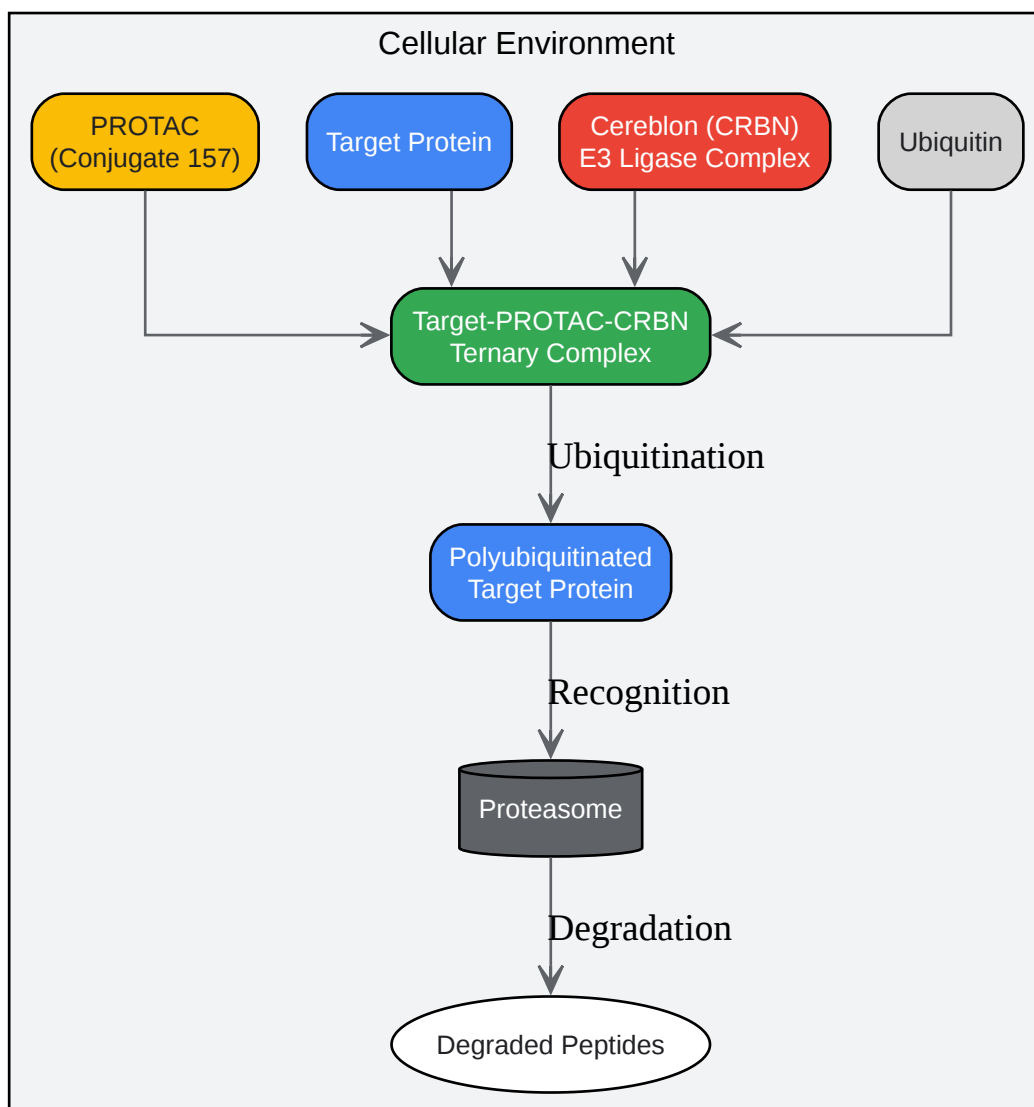 Cellular Environment
PROTAC
(Conjugate 157)
Target Protein
Cereblon (CRBN)
E3 Ligase Complex
Ubiquitin
Target-PROTAC-CRBN
Ternary Complex
Ubiquitination
Polyubiquitinated
Target Protein
Recognition
Proteasome
Degradation
Degraded Peptides